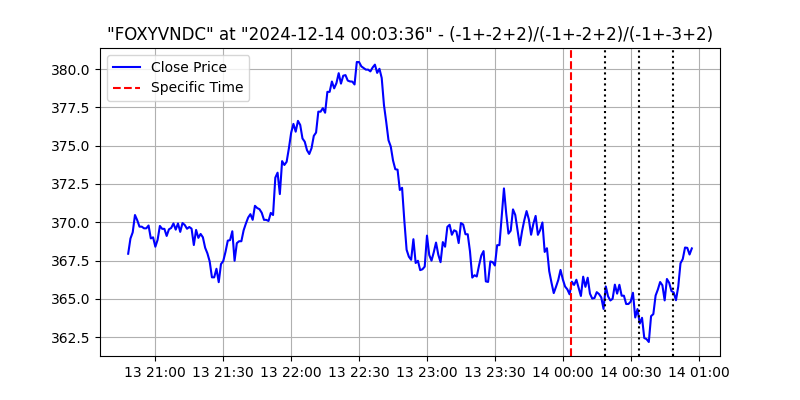 "FOXYVNDC" at "2024-12-14 00:03:36" - (-1+-2+2)/(-1+-2+2)/(-1+-3+2)
Close Price
Specific Time
380.0
377.5
375.0
372.5
370.0
367.5
365.0
362.5
13 21:00 13 21:30 13 22:00 13 22:30 13 23:00 13 23:30 14 00:00 14 00:30 14 01:00